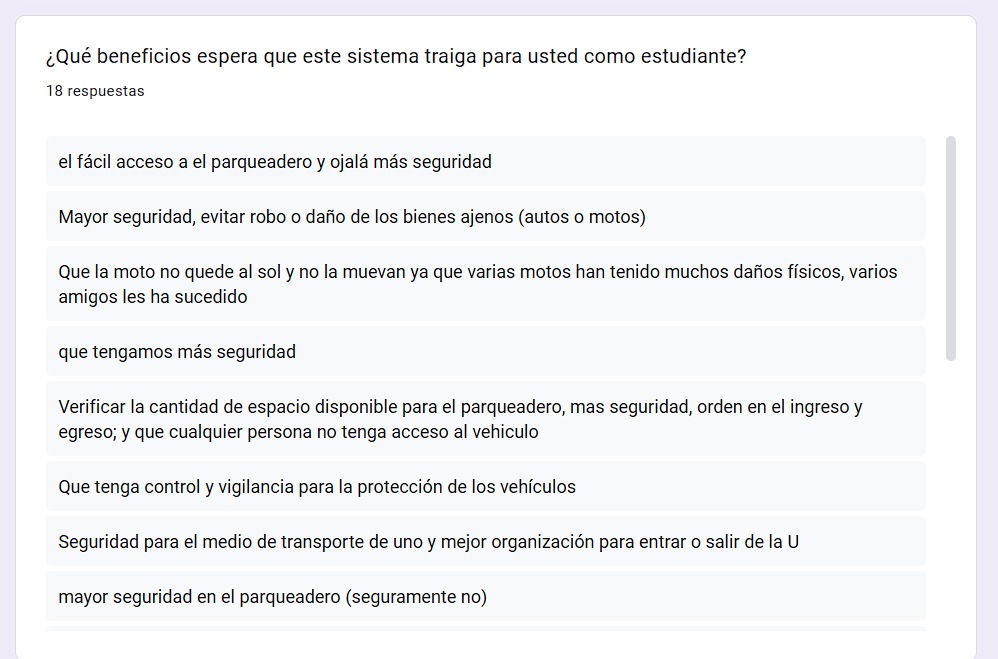 ¿Qué beneficios espera que este sistema traiga para usted como estudiante?
18 respuestas
el fácil acceso a el parqueadero y ojalá más seguridad
Mayor seguridad, evitar robo o daño de los bienes ajenos (autos o motos)
Que la moto no quede al sol y no la muevan ya que varias motos han tenido muchos daños físicos, varios
amigos les ha sucedido
que tengamos más seguridad
Verificar la cantidad de espacio disponible para el parqueadero, mas seguridad, orden en el ingreso y
egreso; y que cualquier persona no tenga acceso al vehiculo
Que tenga control y vigilancia para la protección de los vehículos
Seguridad para el medio de transporte de uno y mejor organización para entrar o salir de la U
mayor seguridad en el parqueadero (seguramente no)